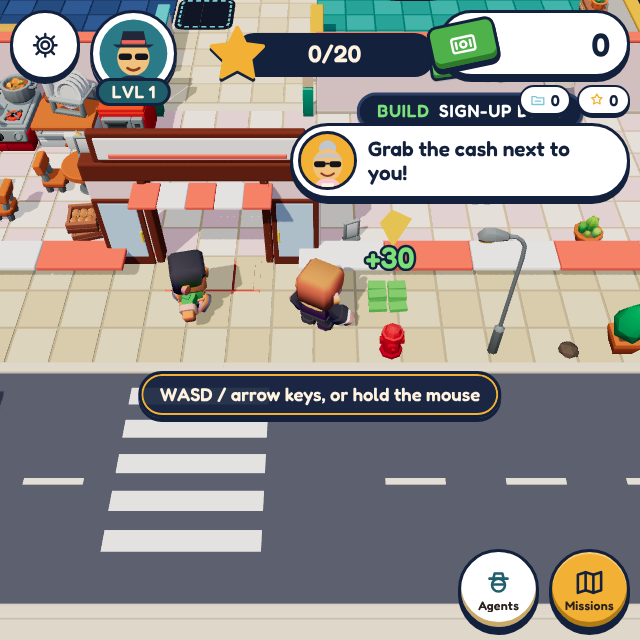 0/20
0
LVL 1
BUILD SIGN-UP
0
0
Grab the cash next to
you!
+30
WASD / arrow keys, or hold the mouse
Agents
Missions